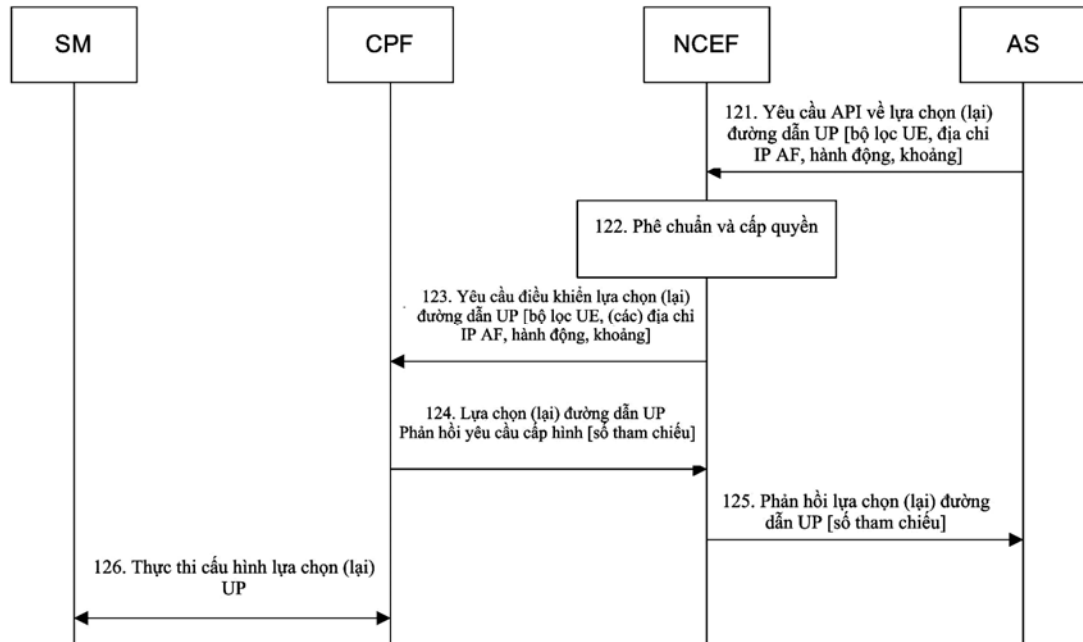 SM
CPF
NCEF
AS
121. Yêu cầu API về lựa chọn (lại)
đường dẫn UP [bộ lọc UE, địa chỉ
IP AF, hành động, khoảng]
122. Phê chuẩn và cấp quyền
123. Yêu cầu điều khiển lựa chọn (lại)
đường dẫn UP [bộ lọc UE, (các) địa chỉ
IP AF, hành động, khoảng]
124. Lựa chọn (lại) đường dẫn UP
Phản hồi yêu cầu cấp hình [số tham chiếu]
125. Phản hồi lựa chọn (lại) đường
dẫn UP [số tham chiếu]
126. Thực thi cấu hình lựa chọn (lại)
UP